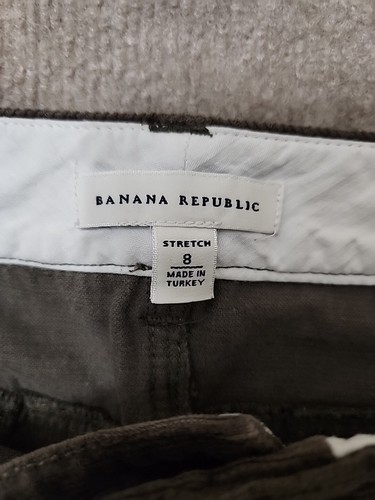 BANANA REPUBLIC
STRETCH
8
MADE IN
TURKEY